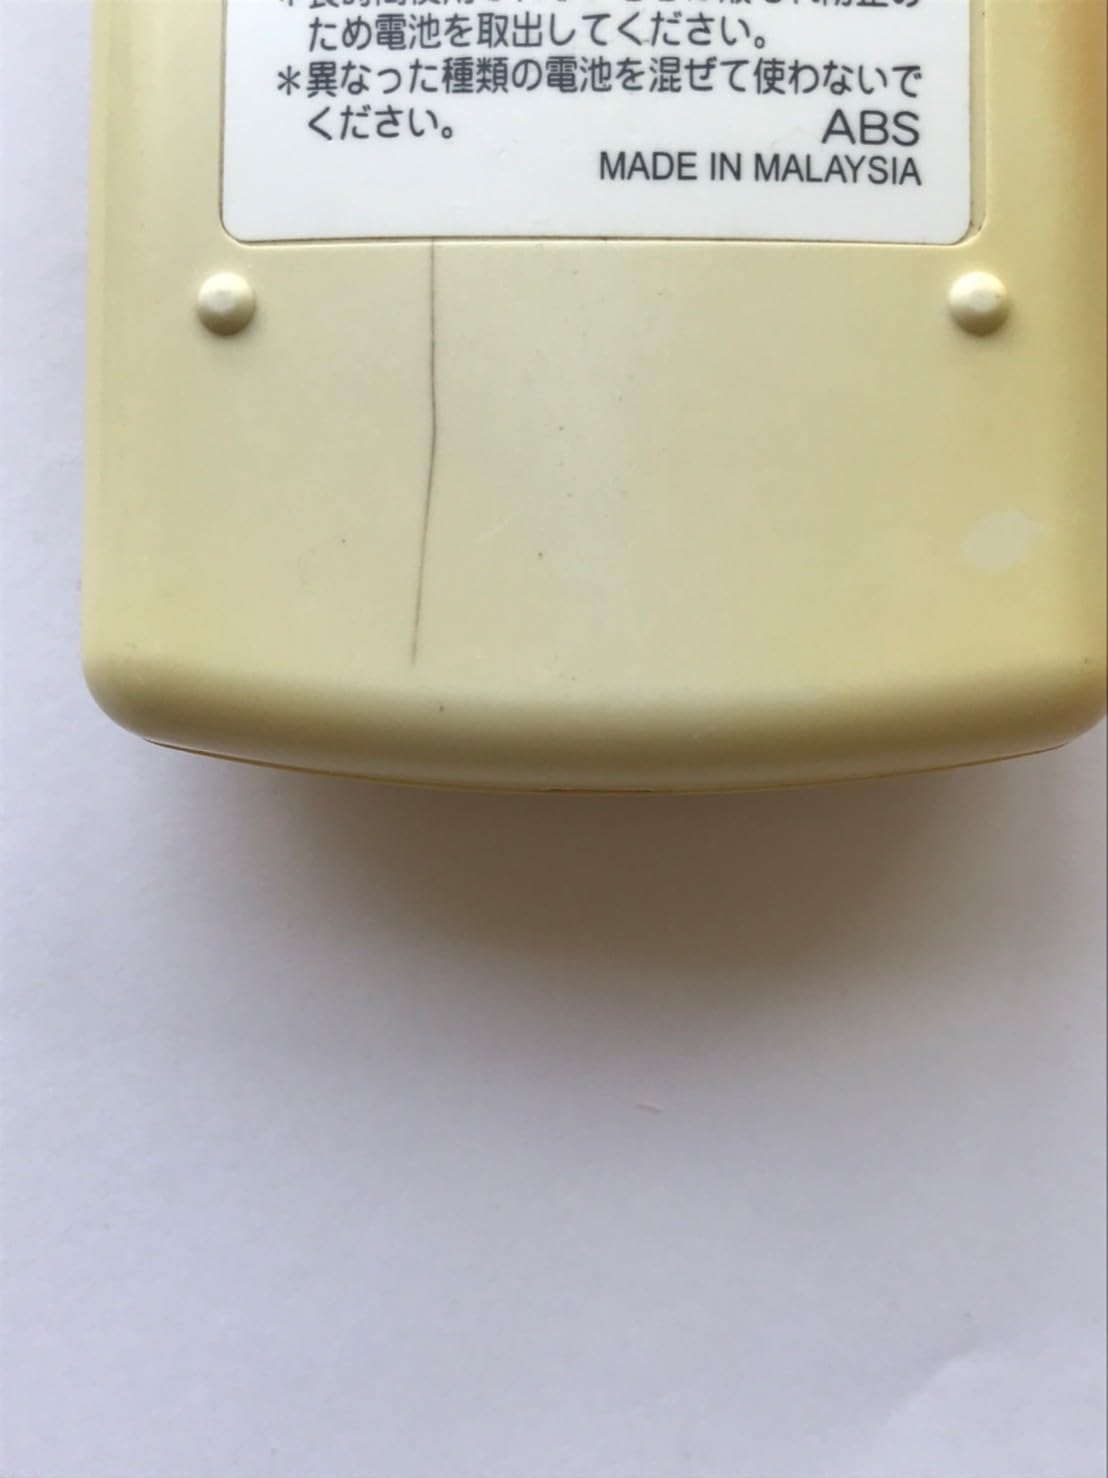 ため電池を取出してください。
＊異なった種類の電池を混ぜて使わないで
ください。
ABS
MADE IN MALAYSIA